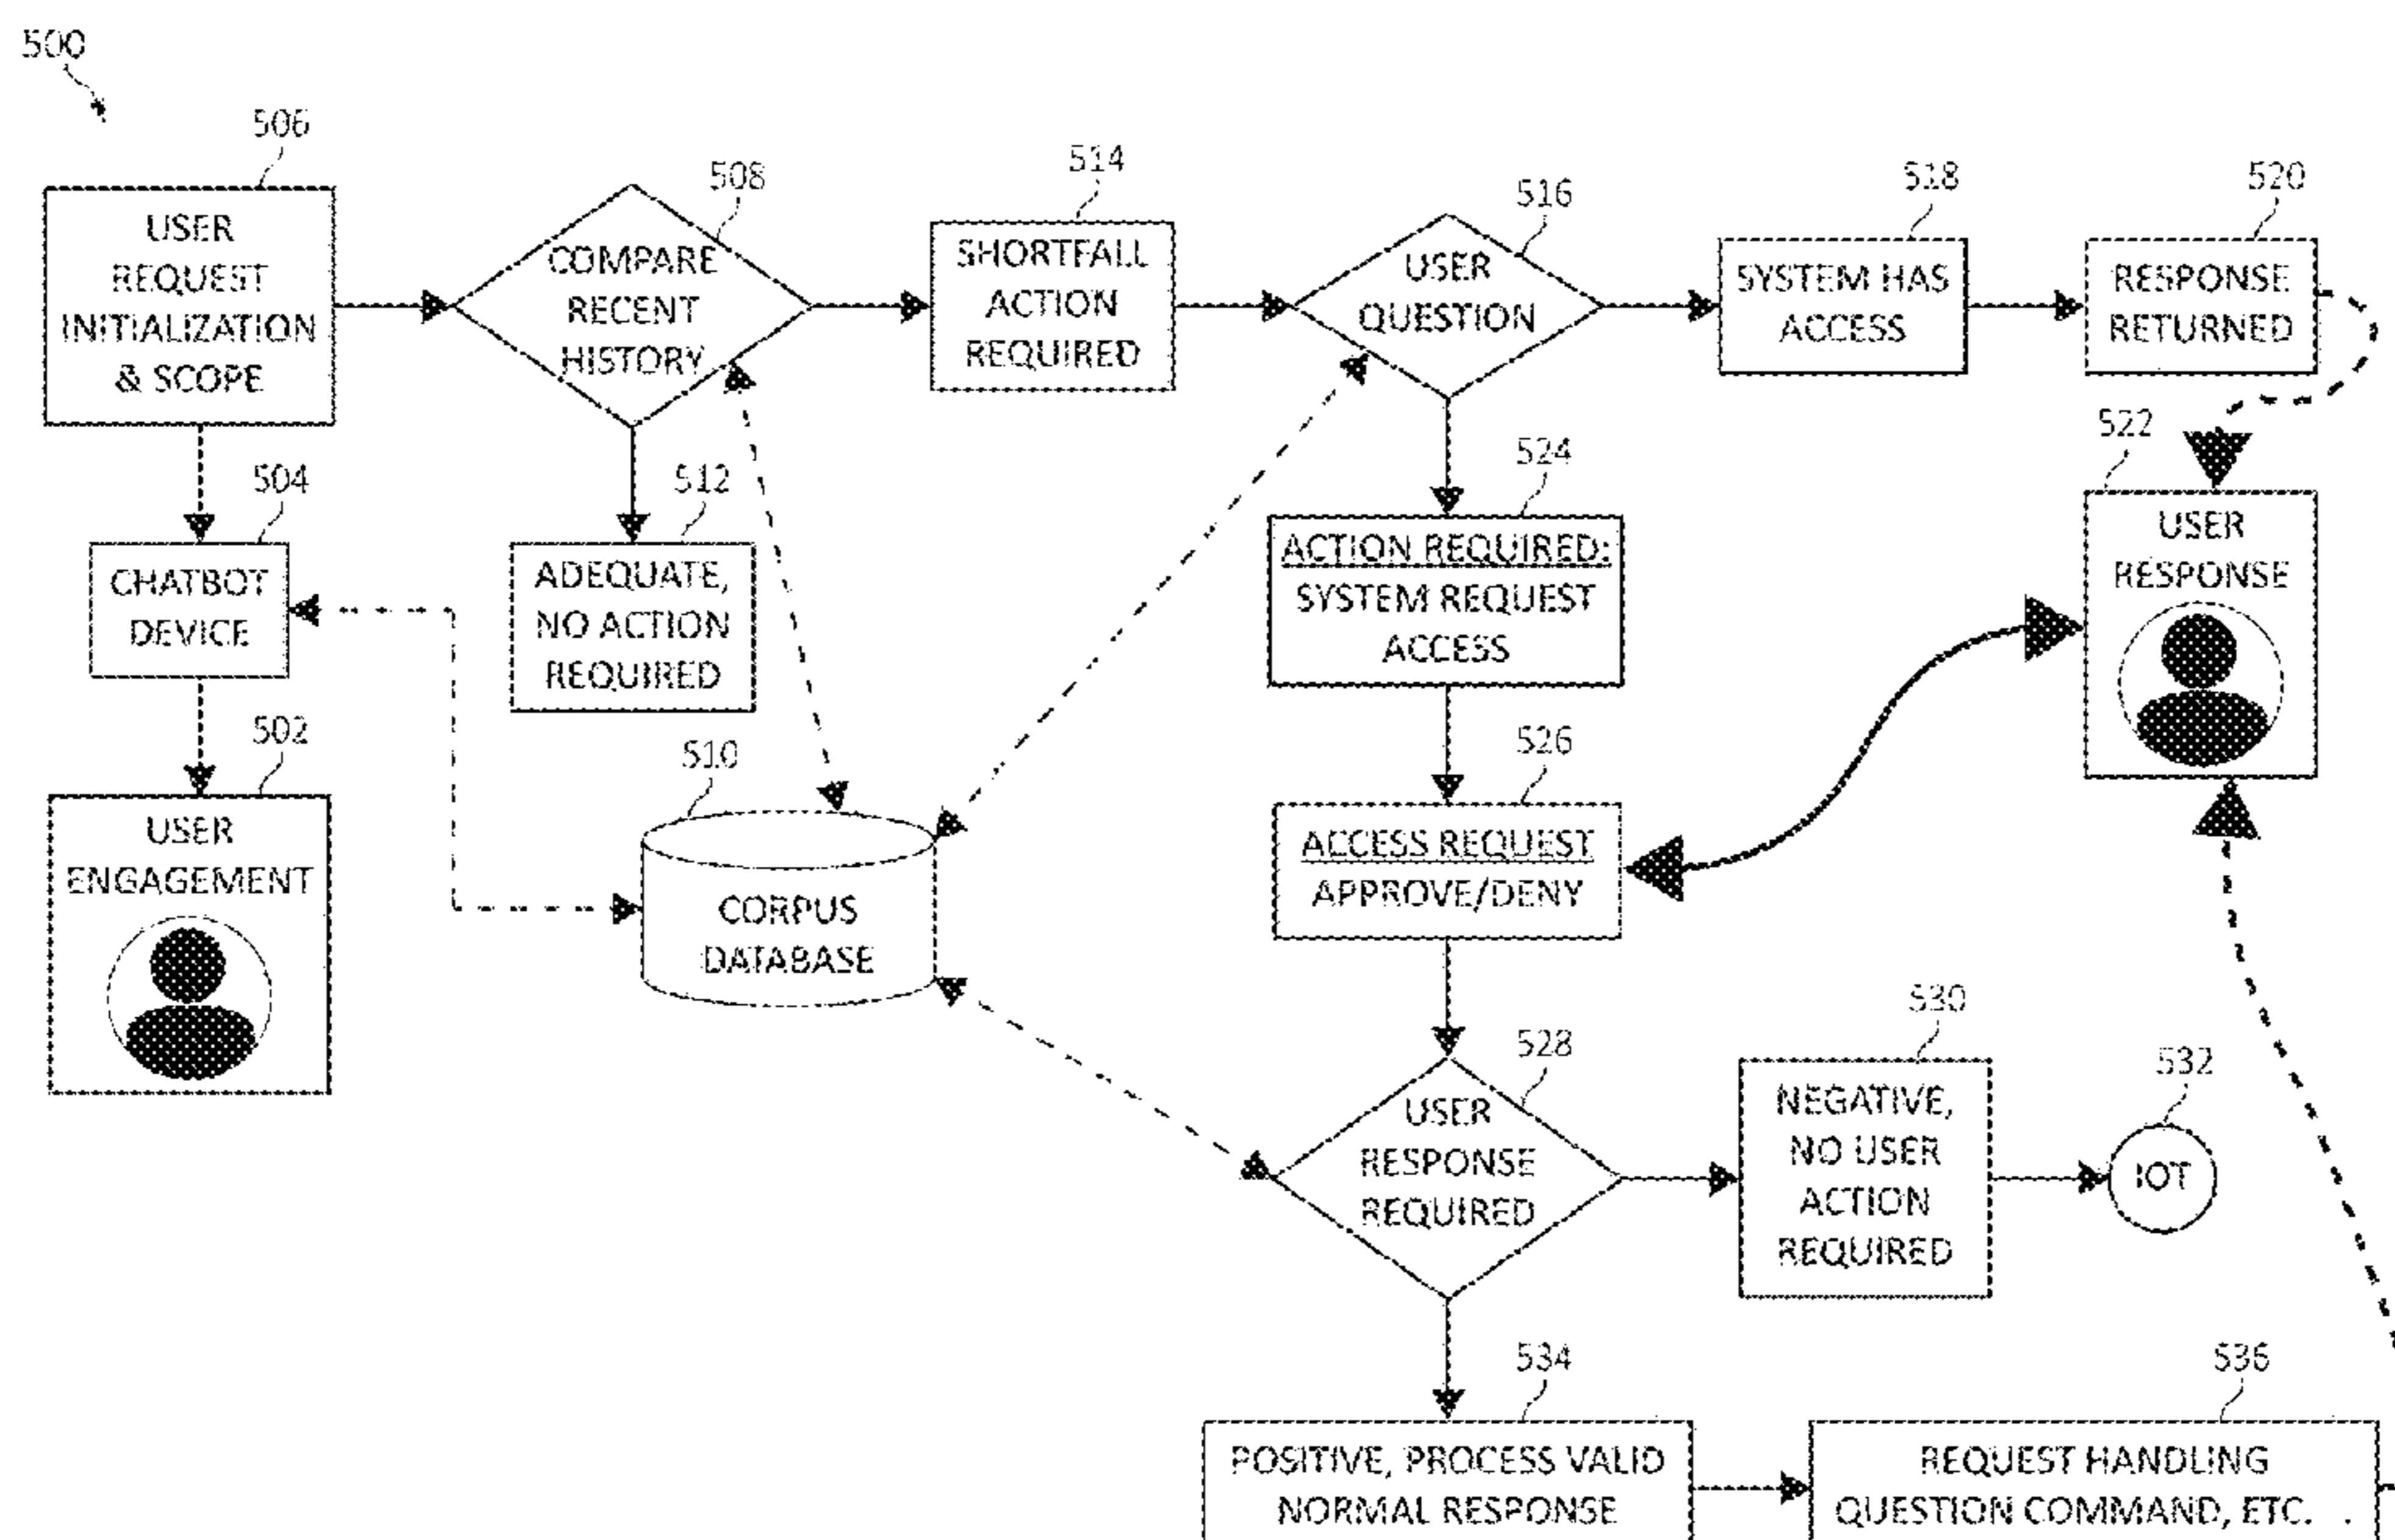 500
506
USER
REQUEST
INITIALIZATION
& SCOPE
508
COMPARE
RECENT
HISTORY
514
SHORTFALL
ACTION
REQUIRED
516
USER
QUESTION
518
SYSTEM HAS
ACCESS
520
RESPONSE
RETURNED
504
CHATBOT
DEVICE
512
ADEQUATE,
NO ACTION
REQUIRED
524
ACTION REQUIRED:
SYSTEM REQUEST
ACCESS
522
USER
RESPONSE
502
USER
ENGAGEMENT
510
CORPUS
DATABASE
526
ACCESS REQUEST
APPROVE/DENY
528
USER
RESPONSE
REQUIRED
530
NEGATIVE,
NO USER
ACTION
REQUIRED
532
IOT
534
POSITIVE, PROCESS VALID
NORMAL RESPONSE
536
REQUEST HANDLING
QUESTION COMMAND, ETC. .